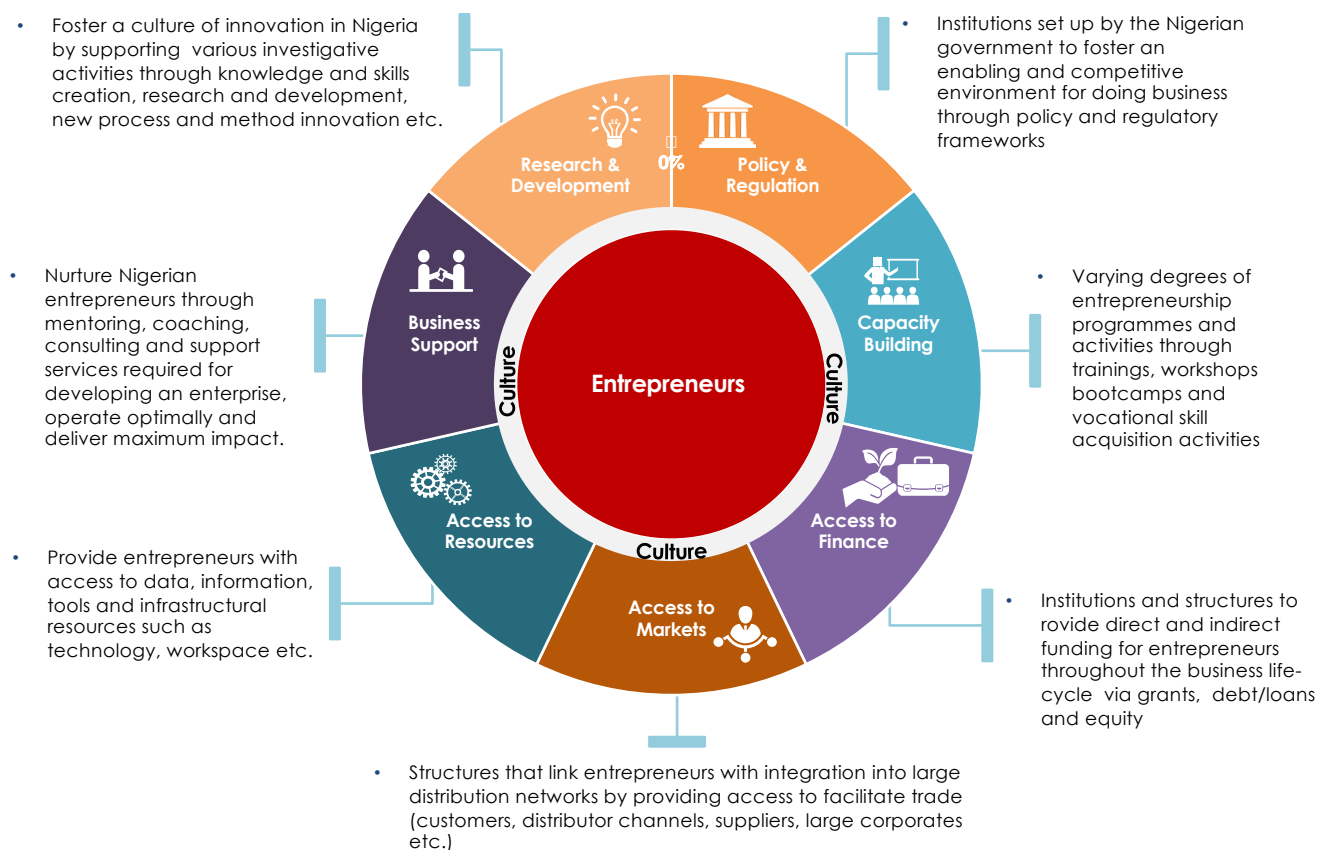 • Foster a culture of innovation in Nigeria
by supporting various investigative
activities through knowledge and skills
creation, research and development,
new process and method innovation etc.
• Institutions set up by the Nigerian
government to foster an
enabling and competitive
environment for doing business
through policy and regulatory
frameworks
Research &
Development
0%
Policy &
Regulation
• Nurture Nigerian
entrepreneurs through
mentoring, coaching,
consulting and support
services required for
developing an enterprise,
operate optimally and
deliver maximum impact.
Business
Support
Culture
Entrepreneurs
Culture
Capacity
Building
• Varying degrees of
entrepreneurship
programmes and
activities through
trainings, workshops
bootcamps and
vocational skill
acquisition activities
Access to
Resources
Culture
Access to
Finance
• Provide entrepreneurs with
access to data, information,
tools and infrastructural
resources such as
technology, workspace etc.
Access to
Markets
• Institutions and structures to
rovide direct and indirect
funding for entrepreneurs
throughout the business life-
cycle via grants, debt/loans
and equity
• Structures that link entrepreneurs with integration into large
distribution networks by providing access to facilitate trade
(customers, distributor channels, suppliers, large corporates
etc.)